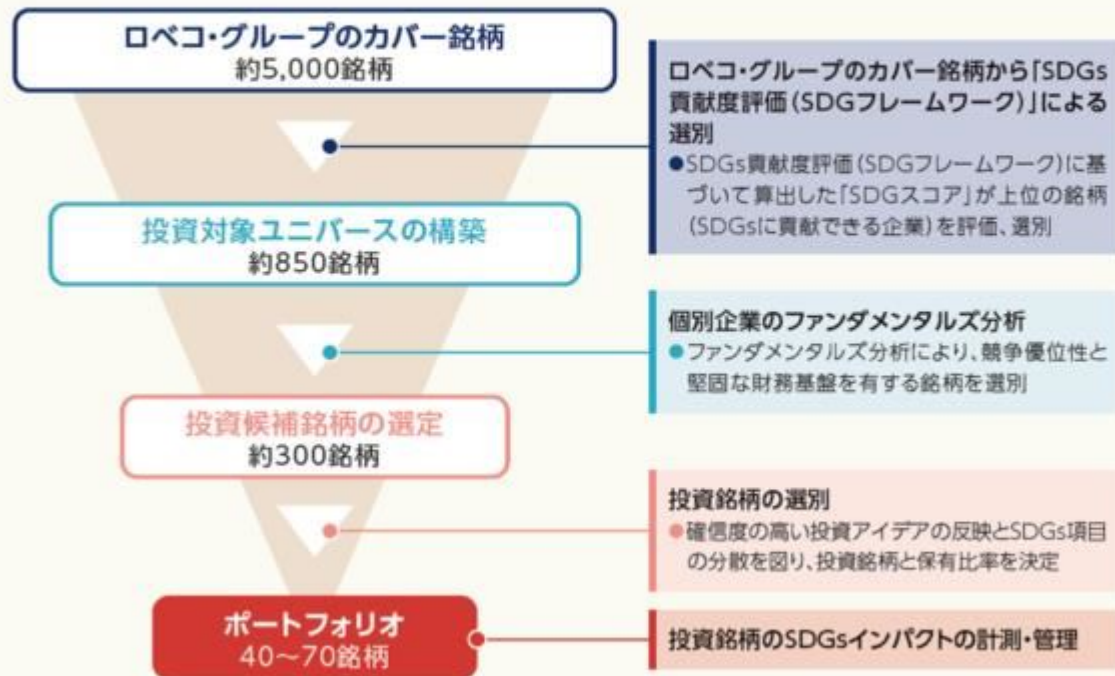 ロベコ・グループのカバー銘柄
約5,000銘柄
ロベコ・グループのカバー銘柄から「SDGs
貢献度評価(SDGフレームワーク)」による
選別
●SDGs貢献度評価(SDGフレームワーク)に基
づいて算出した「SDGスコア」が上位の銘柄
(SDGsに貢献できる企業)を評価、選別
投資対象ユニバースの構築
約850銘柄
個別企業のファンダメンタルズ分析
●ファンダメンタルズ分析により、競争優位性と
堅固な財務基盤を有する銘柄を選別
投資候補銘柄の選定
約300銘柄
投資銘柄の選別
●確信度の高い投資アイデアの反映とSDGs項目
の分散を図り、投資銘柄と保有比率を決定
ポートフォリオ
40〜70銘柄
投資銘柄のSDGsインパクトの計測・管理